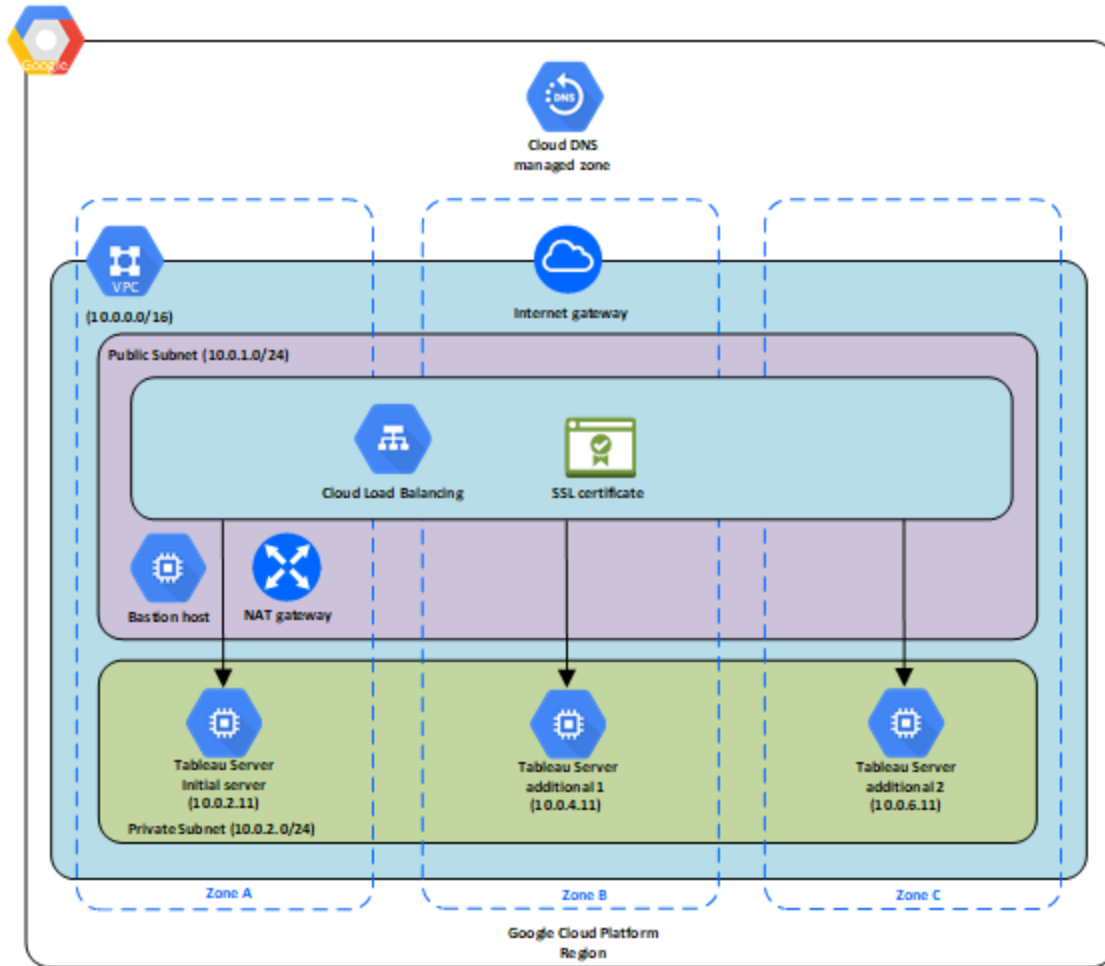 Google
DNS
Cloud DNS
managed zone
VPC
(10.0.0.0/16)
Internet gateway
Public Subnet (10.0.1.0/24)
Cloud Load Balancing
SSL certificate
Bastion host
NAT gateway
Tableau Server
Initial server
(10.0.2.11)
Tableau Server
additional 1
(10.0.4.11)
Tableau Server
additional 2
(10.0.6.11)
Private Subnet (10.0.2.0/24)
Zone A
Zone B
Zone C
Google Cloud Platform
Region